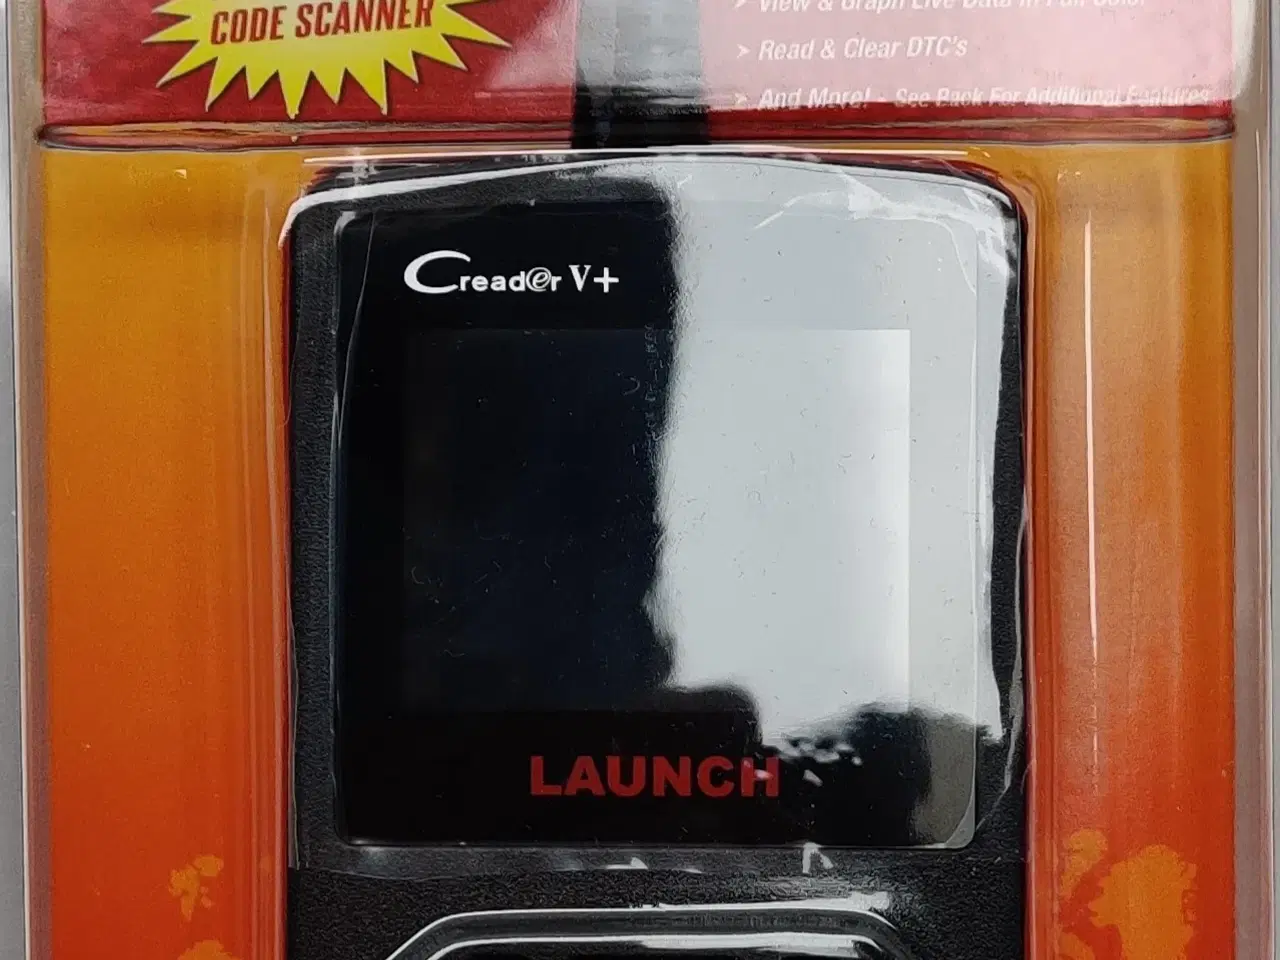 CODE SCANNER
➤ View & Graph Live Data In Full Color
➤ Read & Clear DTC's
➤ And More! - See Back For Additional Features
Creader V+
LAUNCH